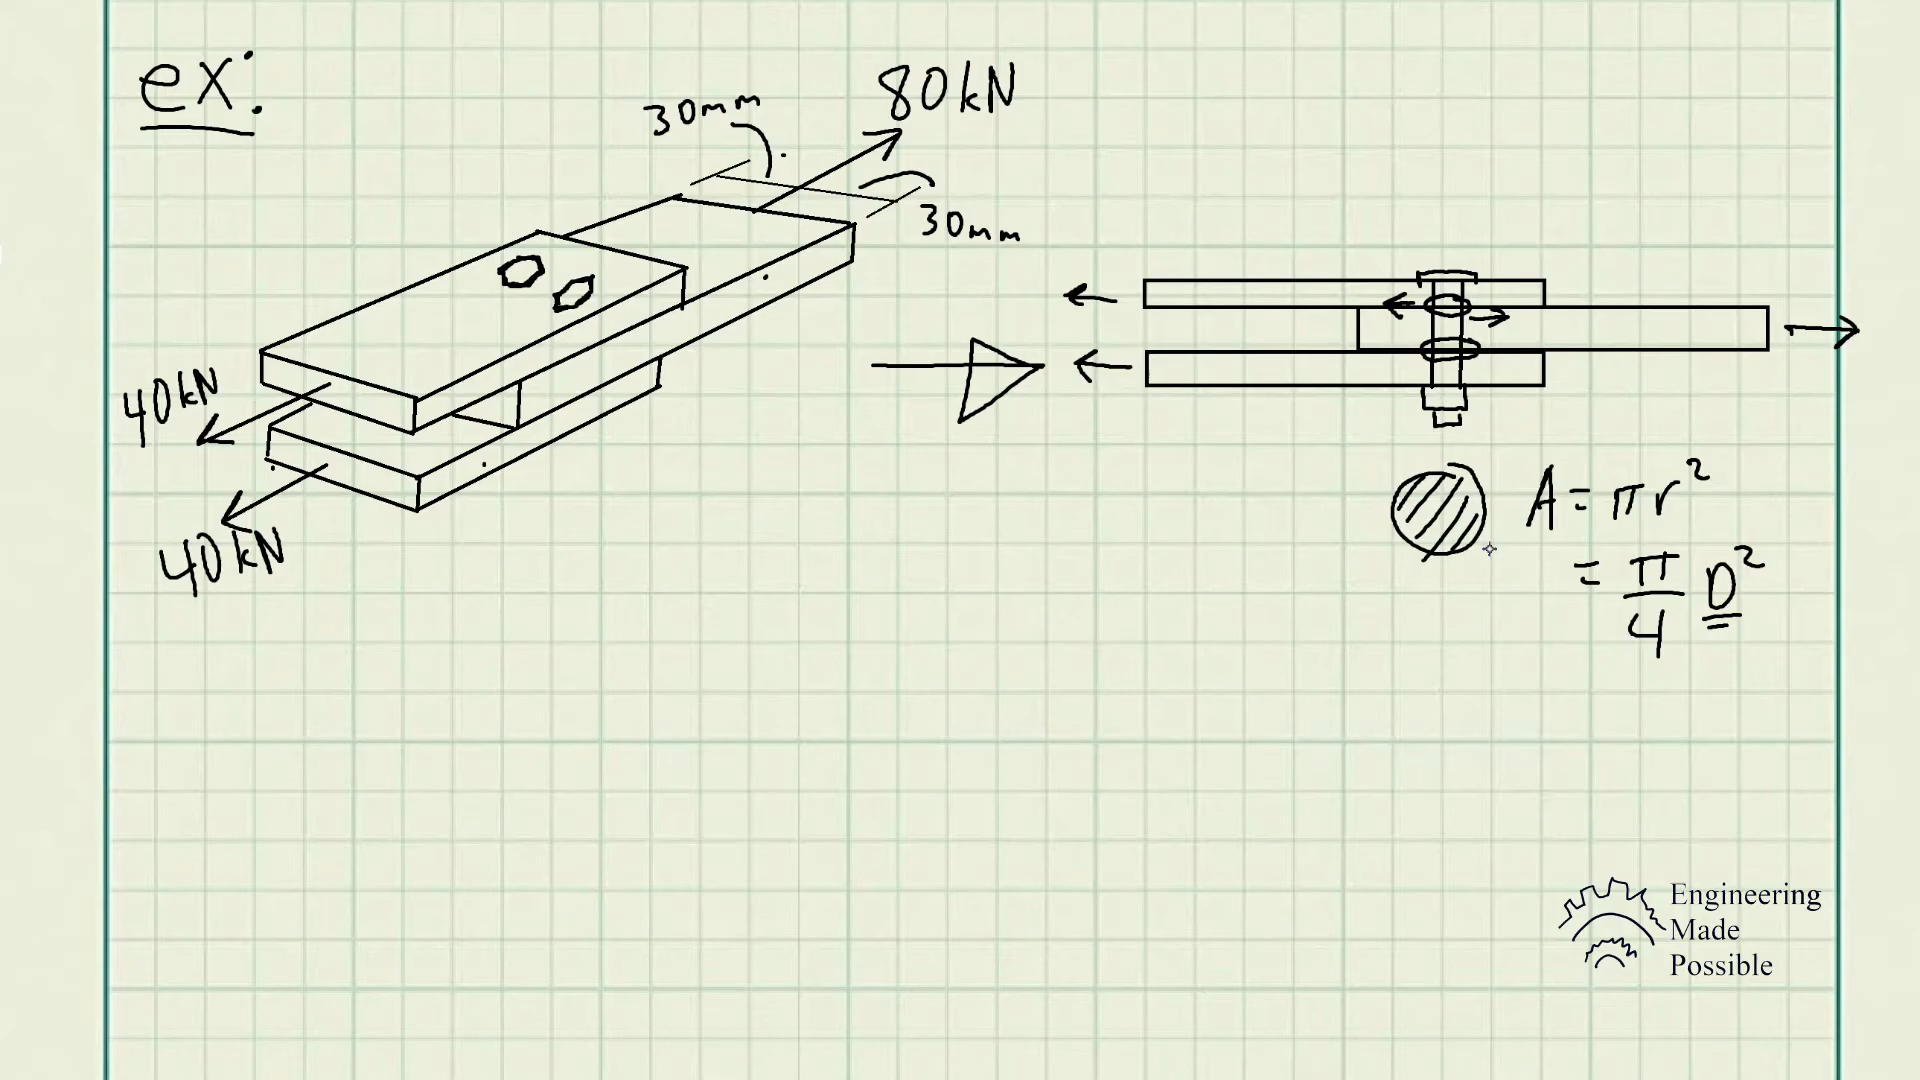 ex:
30mm
80kN
30mm
40kN
40kN
A = πr²
= π/4 D²
Engineering
Made
Possible